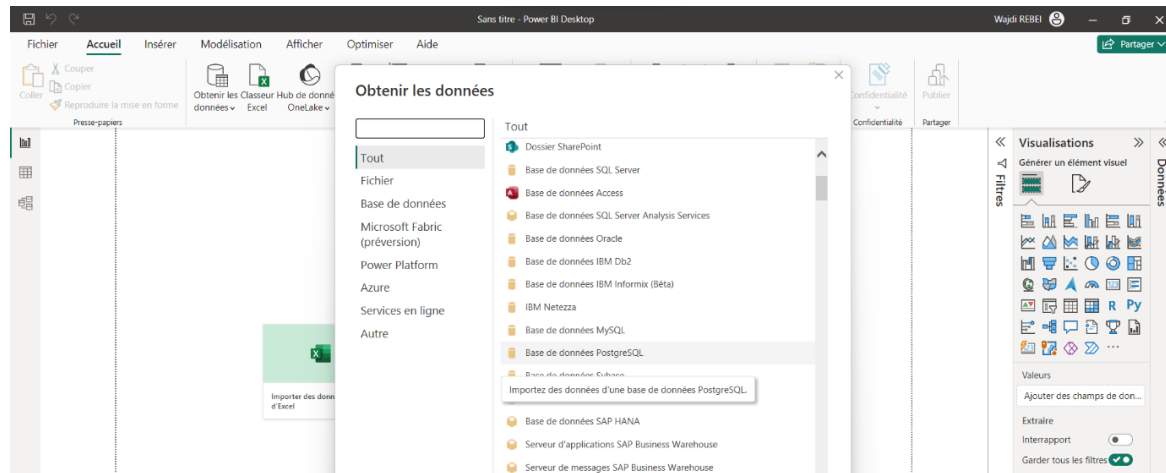 Sans titre - Power BI Desktop
Wajdi REBEI
Fichier Accueil Insérer Modélisation Afficher Optimiser Aide
Partager
Coller
Couper
Copier
Reproduire la mise en forme
Presse-papiers
Obtenir les données
Classeur Excel
Hub de donné
OneLake
Confidentialité
Confidentialité
Publier
Partager
Obtenir les données
Tout
Fichier
Base de données
Microsoft Fabric
(préversion)
Power Platform
Azure
Services en ligne
Autre
Tout
Dossier SharePoint
Base de données SQL Server
Base de données Access
Base de données SQL Server Analysis Services
Base de données Oracle
Base de données IBM Db2
Base de données IBM Informix (Bêta)
IBM Netezza
Base de données MySQL
Base de données PostgreSQL
Base de données Sybase
Importez des données d'une base de données PostgreSQL.
Base de données SAP HANA
Serveur d'applications SAP Business Warehouse
Serveur de messages SAP Business Warehouse
Importer des donn
d'Excel
Filtres
Visualisations
Générer un élément visuel
123
R Py
Valeurs
Ajouter des champs de don...
Extraire
Interrapport
Garder tous les filtres
Données